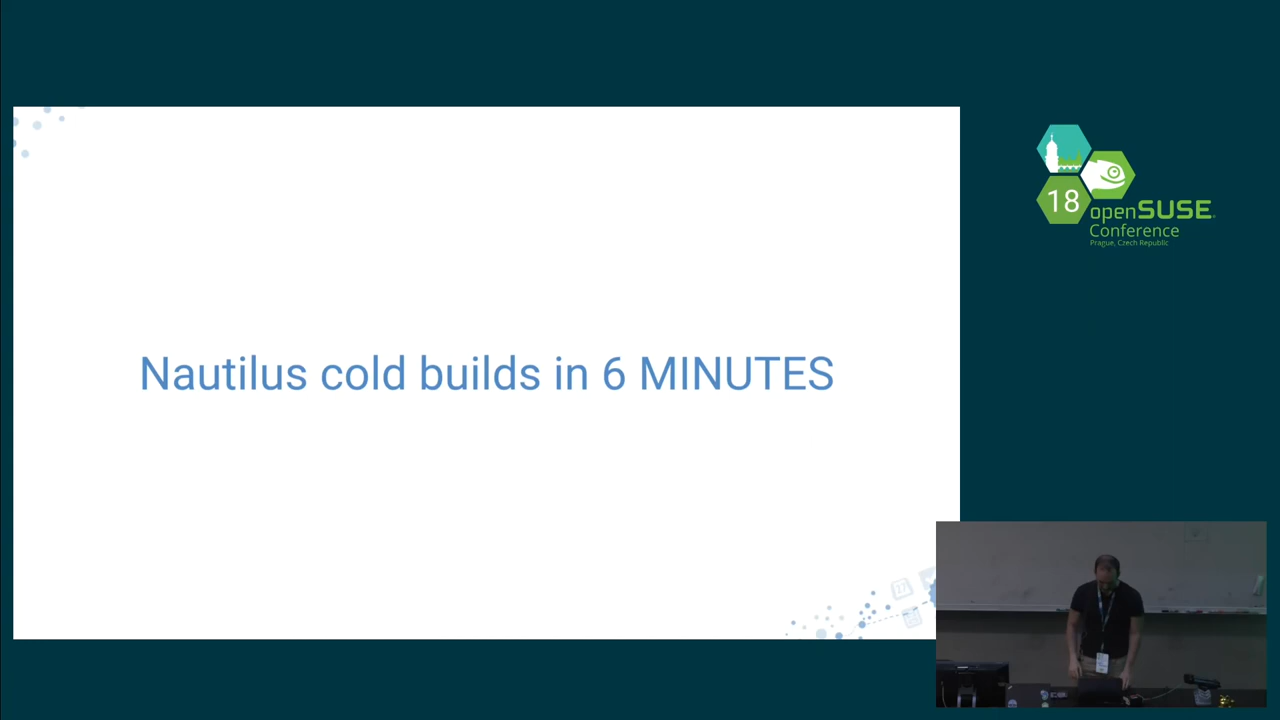 Nautilus cold builds in 6 MINUTES
18
openSUSE
Conference
Prague, Czech Republic